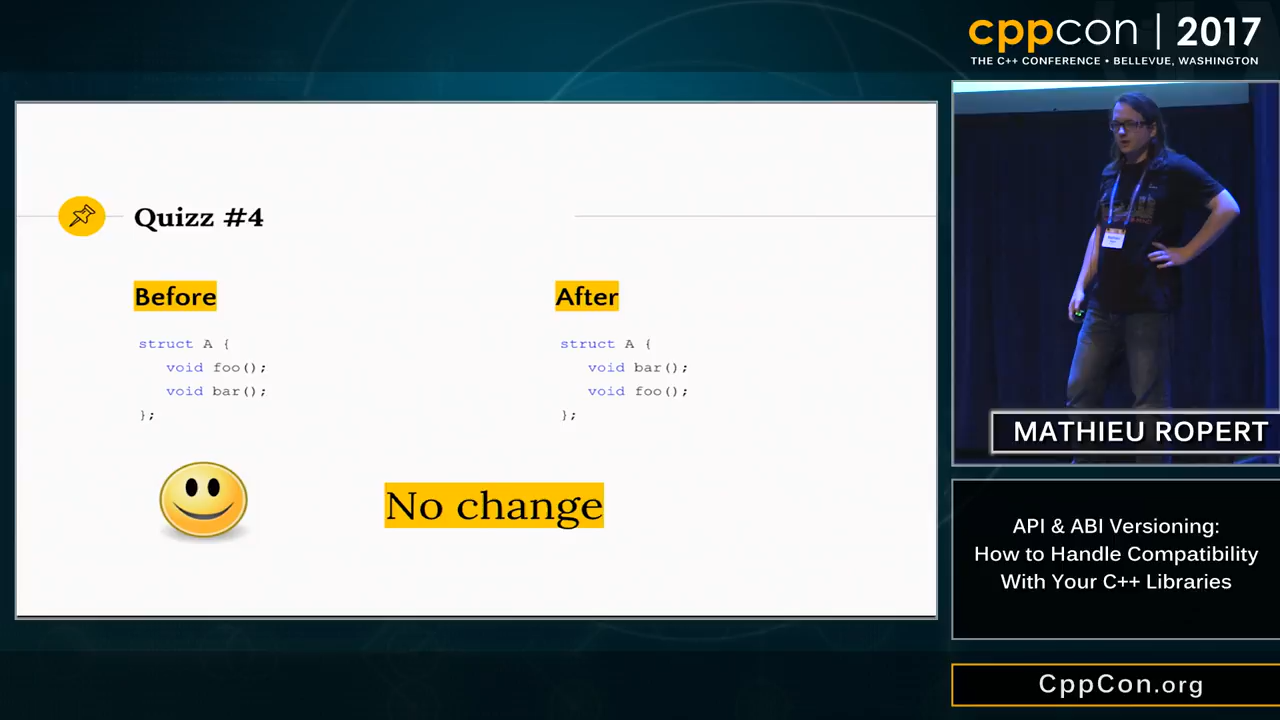 cppcon | 2017
THE C++ CONFERENCE • BELLEVUE, WASHINGTON
Quizz #4
Before
After
struct A {
void foo();
void bar();
};
struct A {
void bar();
void foo();
};
No change
MATHIEU ROPERT
API & ABI Versioning:
How to Handle Compatibility
With Your C++ Libraries
CppCon.org